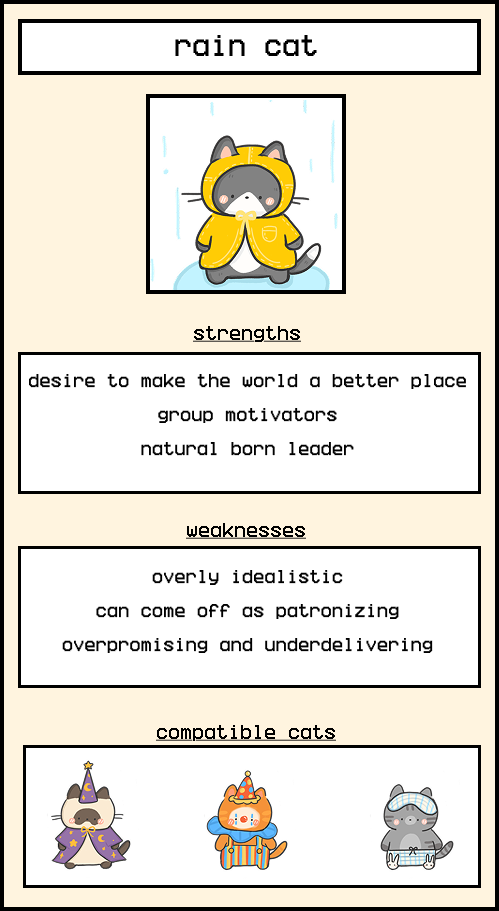 rain cat
strengths
desire to make the world a better place
group motivators
natural born leader
weaknesses
overly idealistic
can come off as patronizing
overpromising and underdelivering
compatible cats